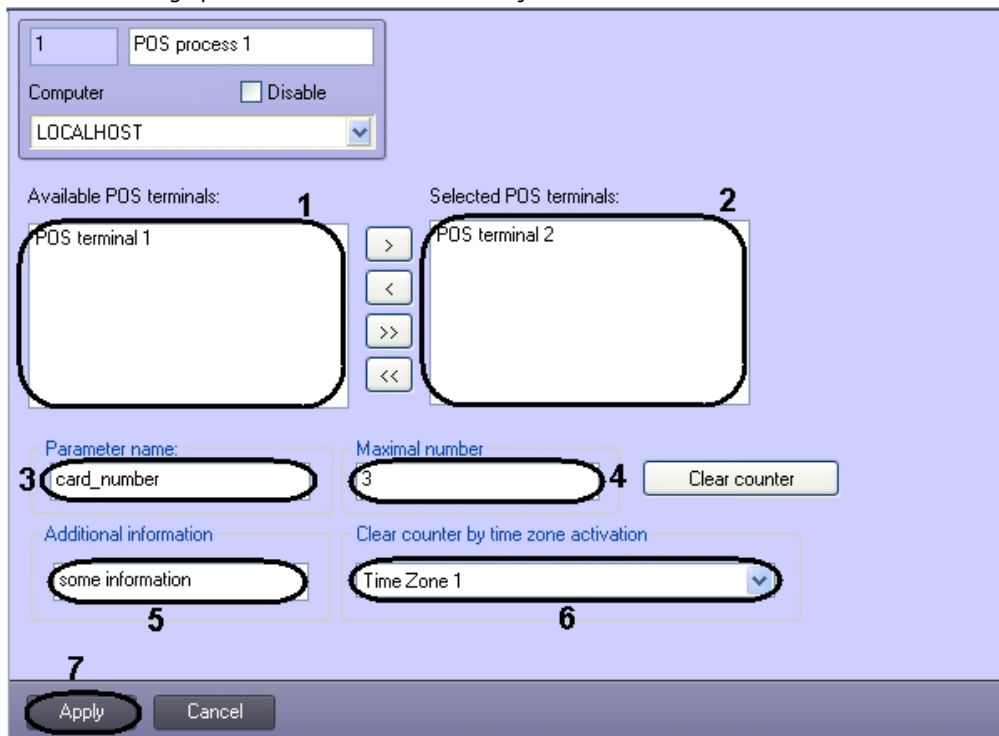 1 POS process 1
Computer Disable
LOCALHOST
Available POS terminals: 1 Selected POS terminals: 2
POS terminal 1 > POS terminal 2
<
>>
<<
Parameter name: Maximal number
3 card_number 3 4 Clear counter
Additional information Clear counter by time zone activation
some information Time Zone 1
5 6
7
Apply Cancel